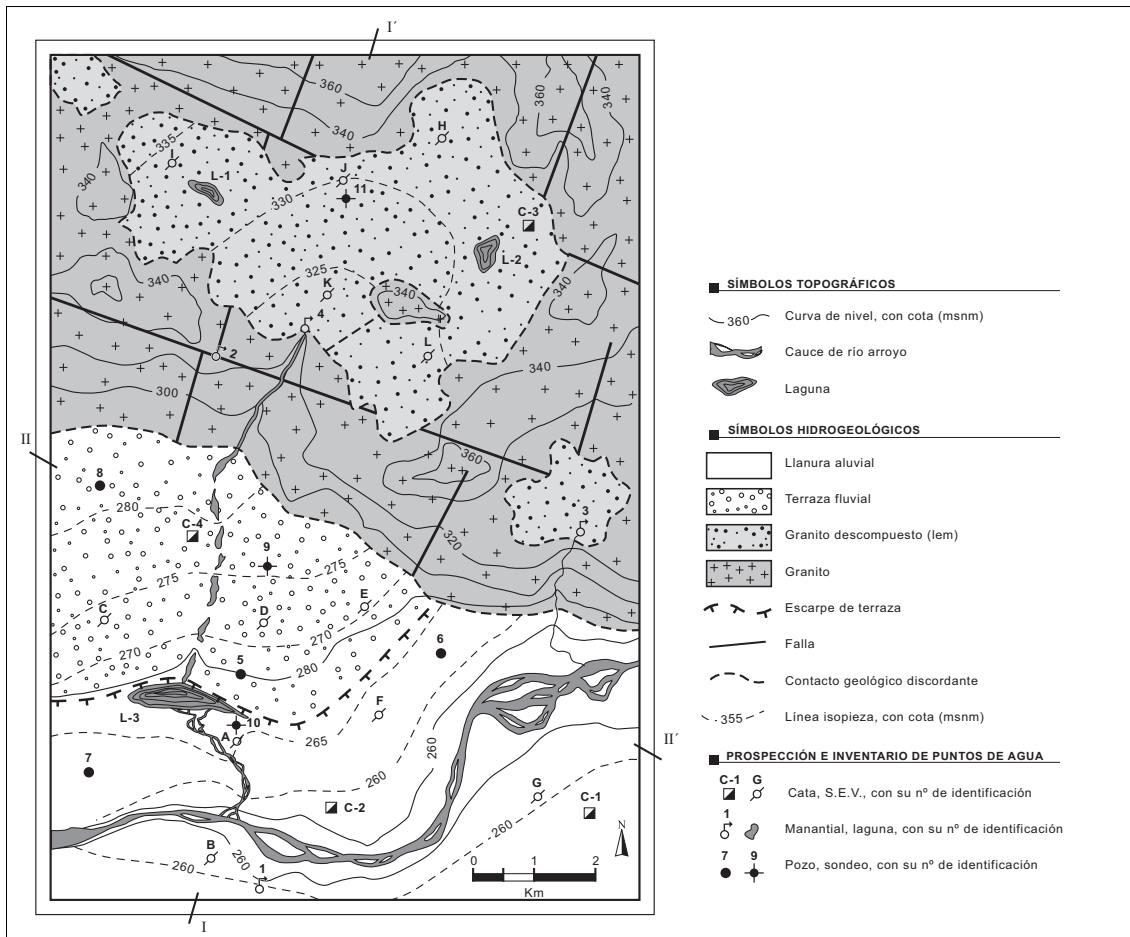 I´
360
360
340
340
H
335
I
L-1
J
11
340
330
C-3
L-2
340
325
340
K
340
340
4
2
L
300
340
II
360
8
3
280
C-4
320
9
275
275
C
D
E
270
270
6
5
280
L-3
F
10
A
265
II´
7
260
260
C-2
G
C-1
260
B
260
1
260
N
0 1 2
Km
I
SÍMBOLOS TOPOGRÁFICOS
360 Curva de nivel, con cota (msnm)
Cauce de río arroyo
Laguna
SÍMBOLOS HIDROGEOLÓGICOS
Llanura aluvial
Terraza fluvial
Granito descompuesto (lem)
Granito
Escarpe de terraza
Falla
Contacto geológico discordante
355 Línea isopieza, con cota (msnm)
PROSPECCIÓN E INVENTARIO DE PUNTOS DE AGUA
C-1 G
Cata, S.E.V., con su nº de identificación
1
Manantial, laguna, con su nº de identificación
7 9
Pozo, sondeo, con su nº de identificación